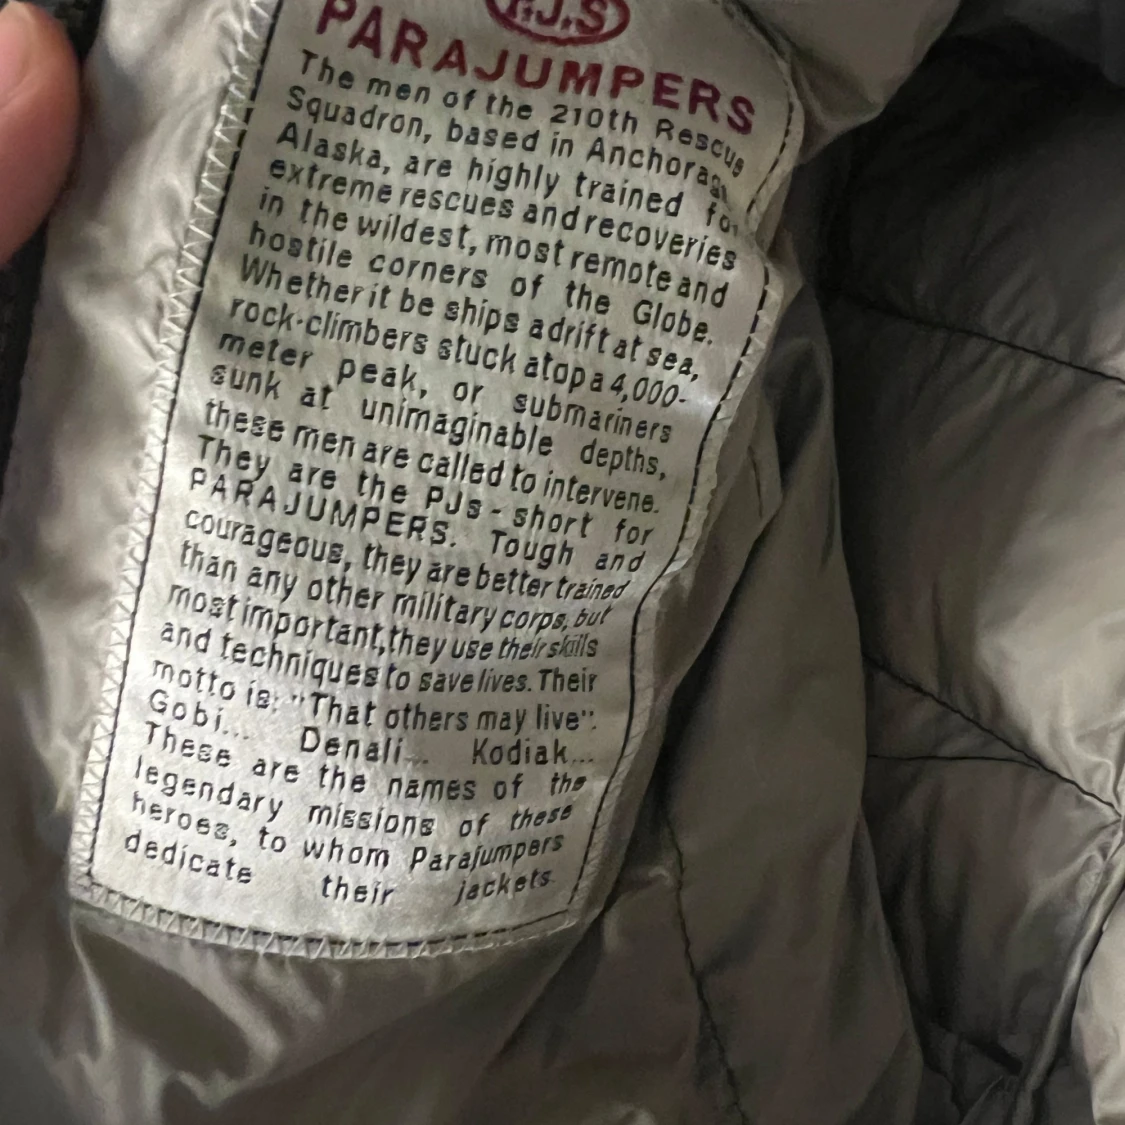 P.J.S
PARAJUMPERS
The men of the 210th Rescue
Squadron, based in Anchorage
Alaska, are highly trained for
extreme rescues and recoveries
in the wildest, most remote and
hostile corners of the Globe.
Whether it be ships adrift at sea,
rock-climbers stuck atop a 4,000-
meter peak, or submariners
sunk at unimaginable depths,
these men are called to intervene.
They are the PJs - short for
PARAJUMPERS. Tough and
courageous, they are better trained
than any other military corps, but
most important, they use their skills
and techniques to save lives. Their
motto is: "That others may live".
Gobi... Denali... Kodiak...
These are the names of the
legendary missions of these
heroes, to whom Parajumpers
dedicate their jackets.